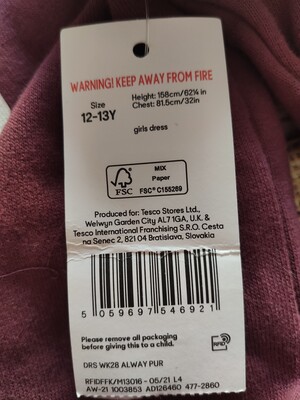 WARNING! KEEP AWAY FROM FIRE
Size
12-13Y
Height: 158cm/62¼ in
Chest: 81.5cm/32in
girls dress
FSC
MIX
Paper
FSC® C155269
Produced for: Tesco Stores Ltd.,
Welwyn Garden City AL7 1GA, U.K. &
Tesco International Franchising S.R.O. Cesta
na Senec 2, 821 04 Bratislava, Slovakia
5 059697 546921
Please remove all packaging
before giving this to a child.
RFID
DRS WK28 ALWAY PUR
RFIDFFK/M13016 - 05/21 L4
AW-21 1003853 AD126460 477-2860